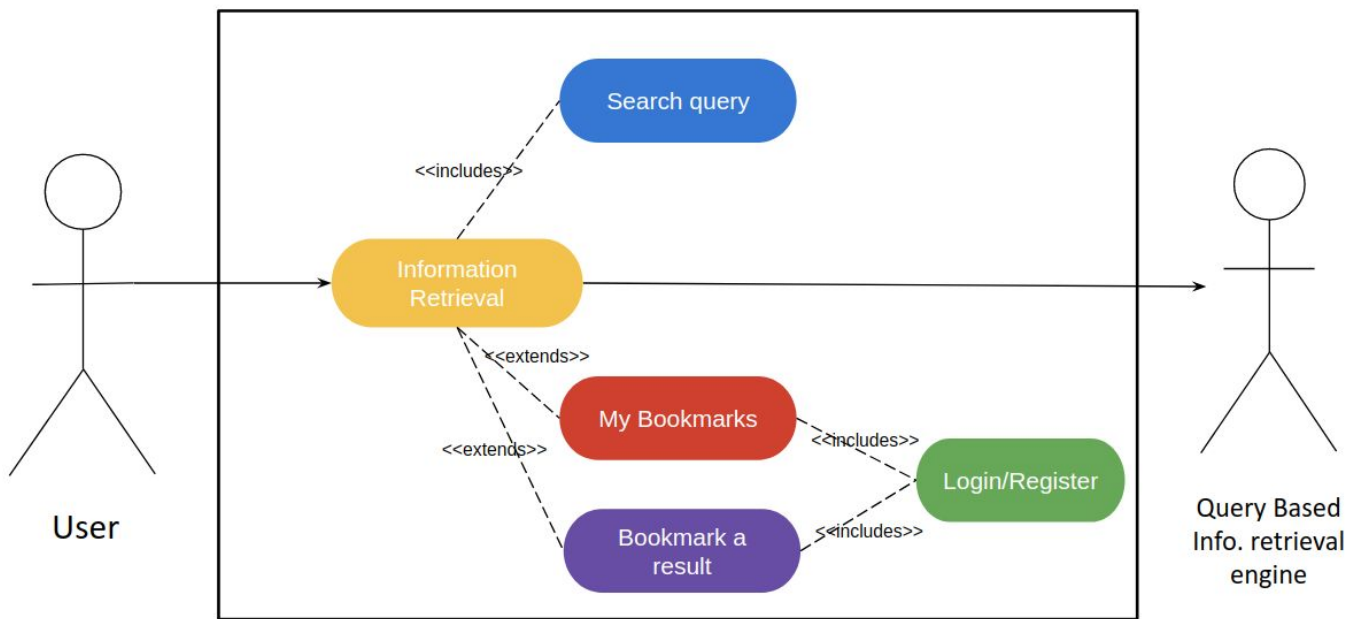 Search query
<<includes>>
Information
Retrieval
<<extends>>
My Bookmarks
<<extends>>
<<includes>>
Login/Register
<<includes>>
Bookmark a
result
User
Query Based
Info. retrieval
engine